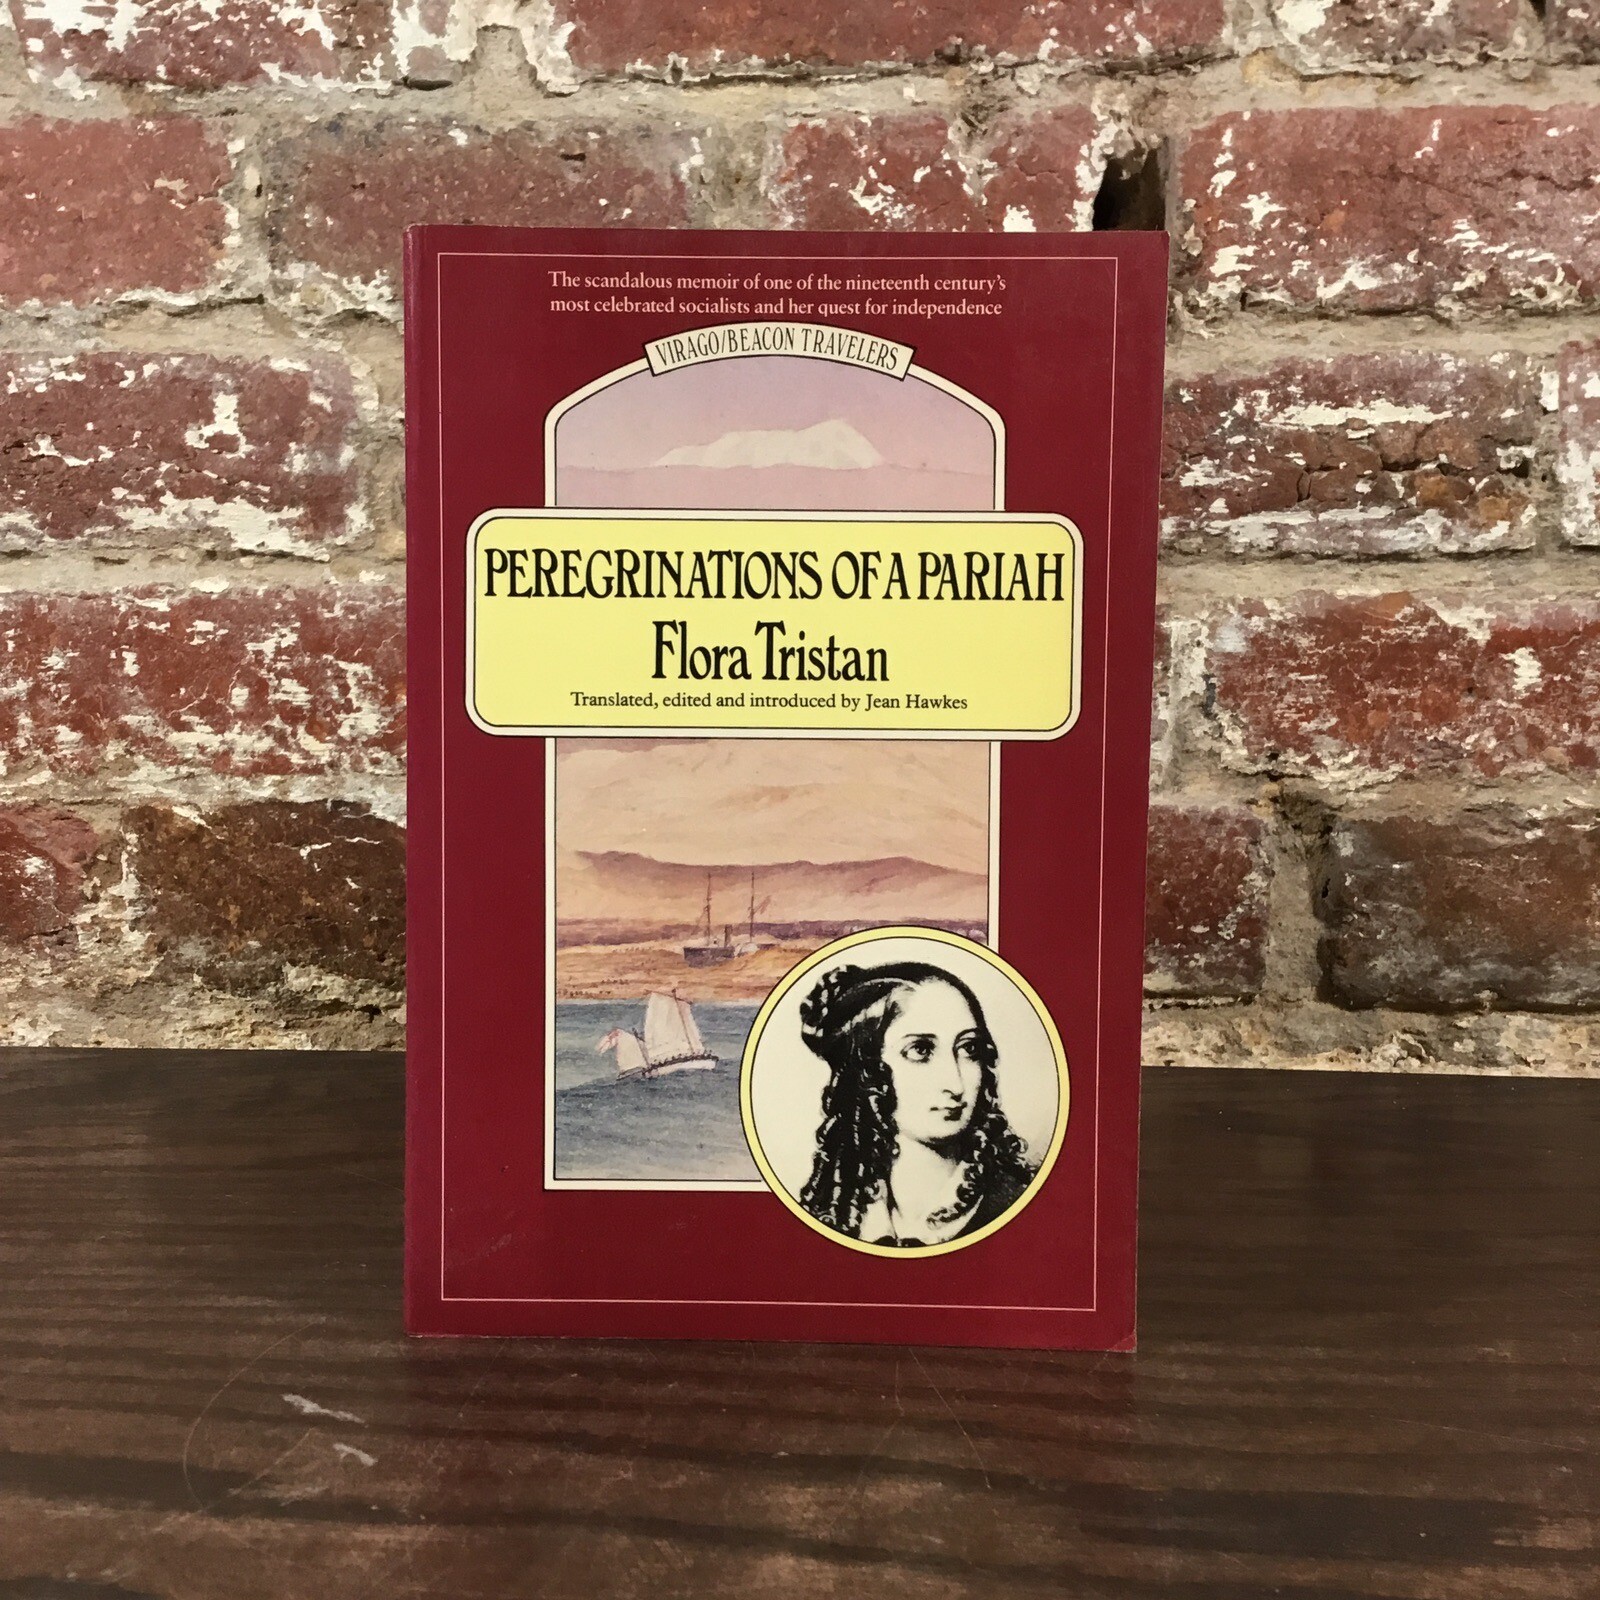 The scandalous memoir of one of the nineteenth century's
most celebrated socialists and her quest for independence
VIRAGO/BEACON TRAVELERS
PEREGRINATIONS OF A PARIAH
Flora Tristan
Translated, edited and introduced by Jean Hawkes